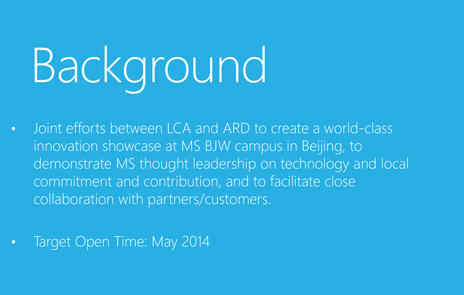 Background
• Joint efforts between LCA and ARD to create a world-class
innovation showcase at MS BJW campus in Beijing, to
demonstrate MS thought leadership on technology and local
commitment and contribution, and to facilitate close
collaboration with partners/customers.
• Target Open Time: May 2014